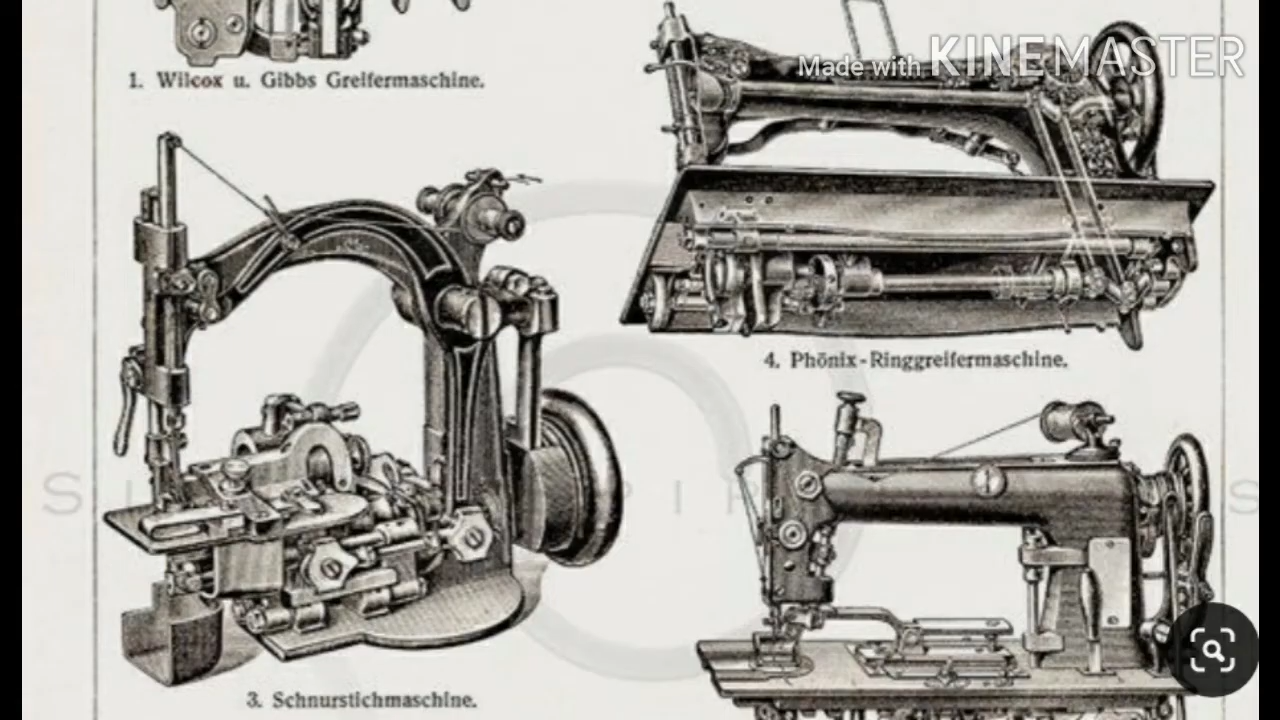 Made with KINEMASTER
1. Wilcox u. Gibbs Greifermaschine.
4. Phönix-Ringgreifermaschine.
3. Schnurstichmaschine.